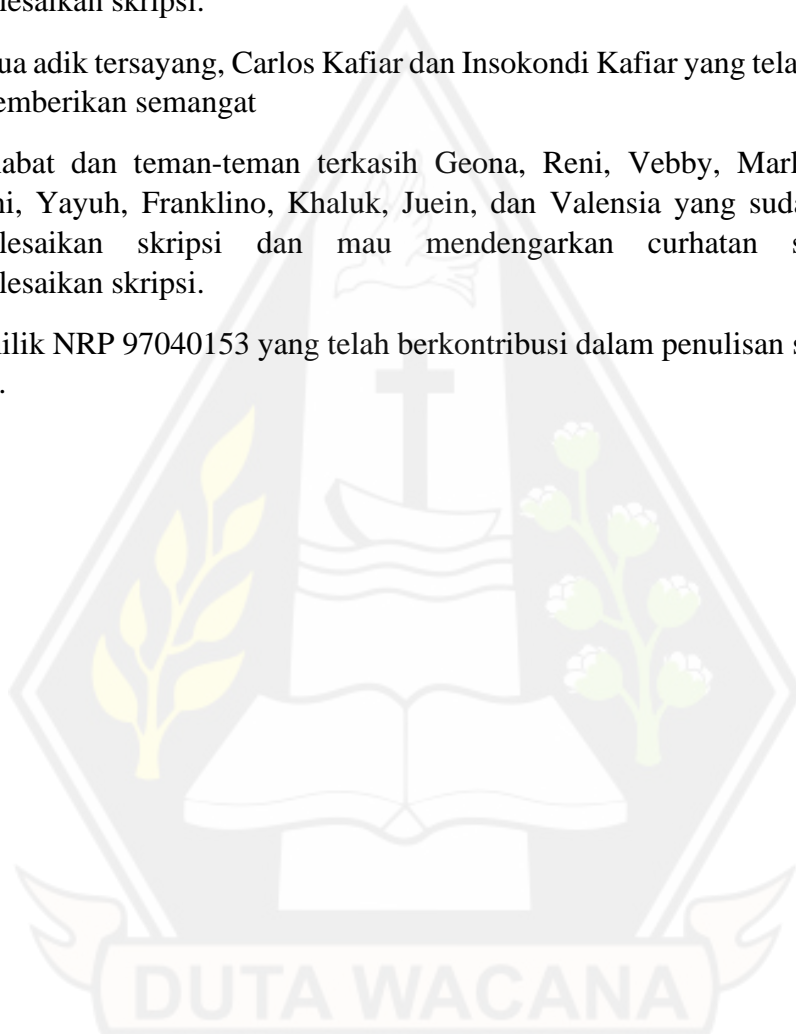 lesaikan skripsi.
ua adik tersayang, Carlos Kafiar dan Insokondi Kafiar yang tela
emberikan semangat
abat dan teman-teman terkasih Geona, Reni, Vebby, Marl
ni, Yayuh, Franklino, Khaluk, Juein, dan Valensia yang suda
lesaikan skripsi dan mau mendengarkan curhatan s
lesaikan skripsi.
ilik NRP 97040153 yang telah berkontribusi dalam penulisan s
.
DUTA WACANA